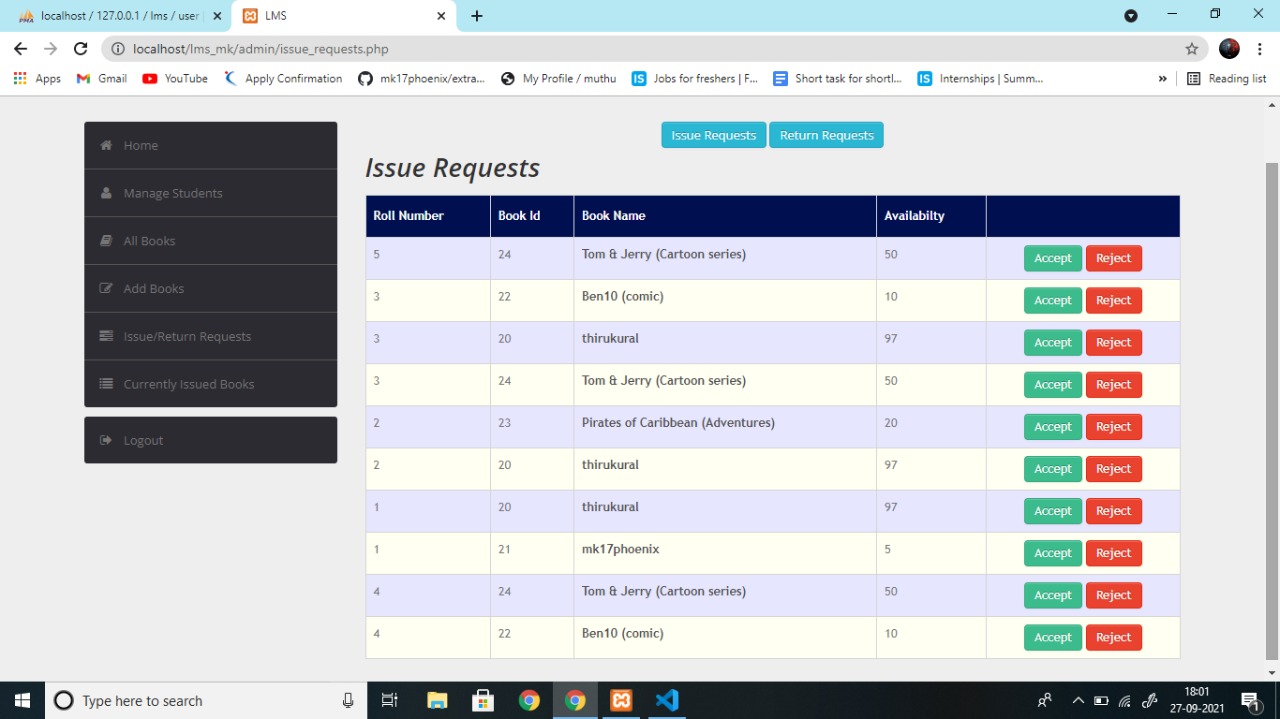 localhost / 127.0.0.1 / lms / user
LMS
localhost/lms_mk/admin/issue_requests.php
Apps Gmail YouTube Apply Confirmation mk17phoenix/extra... My Profile / muthu Jobs for freshers | F... Short task for shortl... Internships | Summ... » Reading list
Home
Manage Students
All Books
Add Books
Issue/Return Requests
Currently Issued Books
Logout
Issue Requests Return Requests
Issue Requests
Roll Number Book Id Book Name Availabilty
5 24 Tom & Jerry (Cartoon series) 50 Accept Reject
3 22 Ben10 (comic) 10 Accept Reject
3 20 thirukural 97 Accept Reject
3 24 Tom & Jerry (Cartoon series) 50 Accept Reject
2 23 Pirates of Caribbean (Adventures) 20 Accept Reject
2 20 thirukural 97 Accept Reject
1 20 thirukural 97 Accept Reject
1 21 mk17phoenix 5 Accept Reject
4 24 Tom & Jerry (Cartoon series) 50 Accept Reject
4 22 Ben10 (comic) 10 Accept Reject
Type here to search
18:01
27-09-2021
1